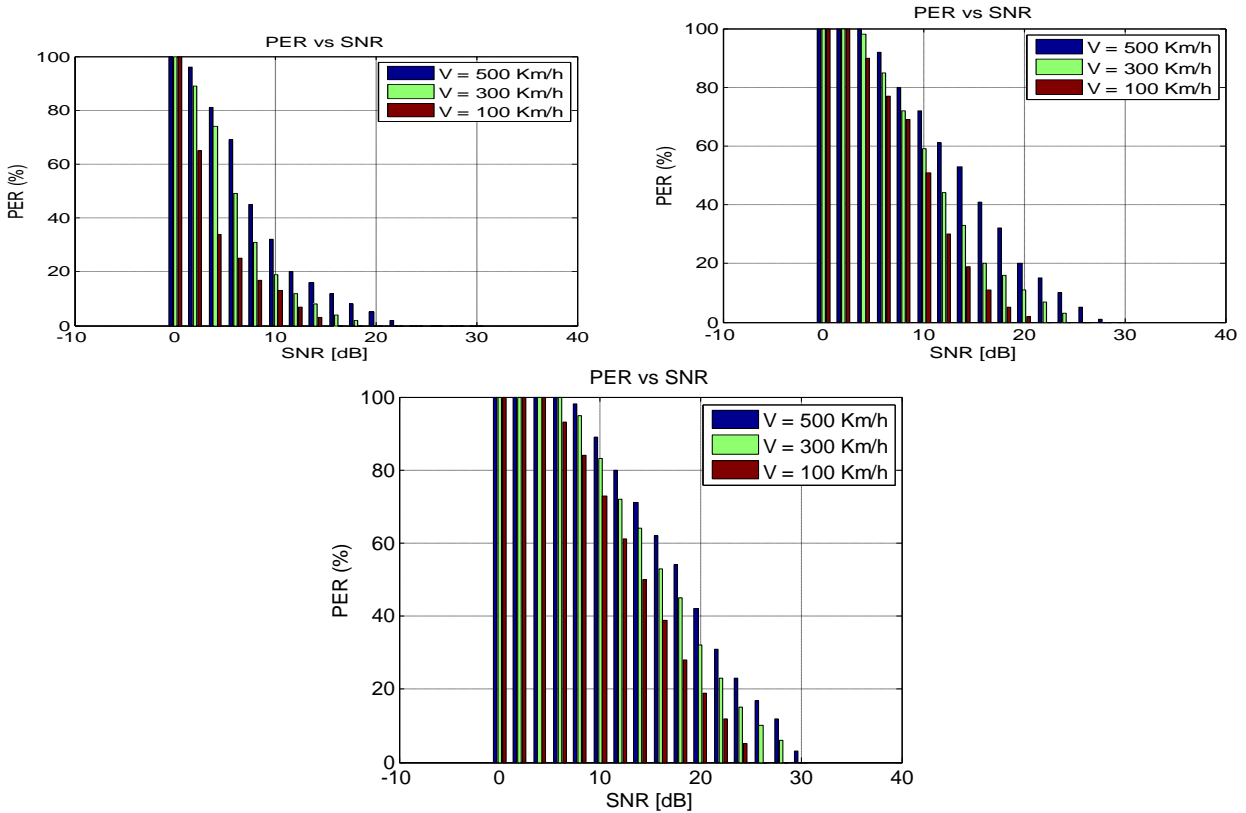 PER vs SNR
PER (%)
100
80
60
40
20
0
-10
0
10
20
30
40
SNR [dB]
V = 500 Km/h
V = 300 Km/h
V = 100 Km/h
PER vs SNR
PER (%)
100
80
60
40
20
0
-10
0
10
20
30
40
SNR [dB]
V = 500 Km/h
V = 300 Km/h
V = 100 Km/h
PER vs SNR
PER (%)
100
80
60
40
20
0
-10
0
10
20
30
40
SNR [dB]
V = 500 Km/h
V = 300 Km/h
V = 100 Km/h